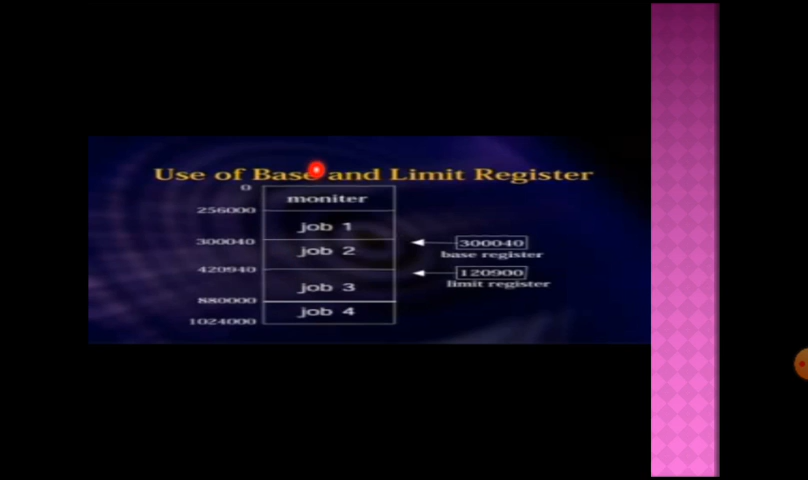 Use of Base and Limit Register
0
moniter
256000
job 1
300040
300040
base register
job 2
420940
120900
limit register
job 3
880000
job 4
1024000